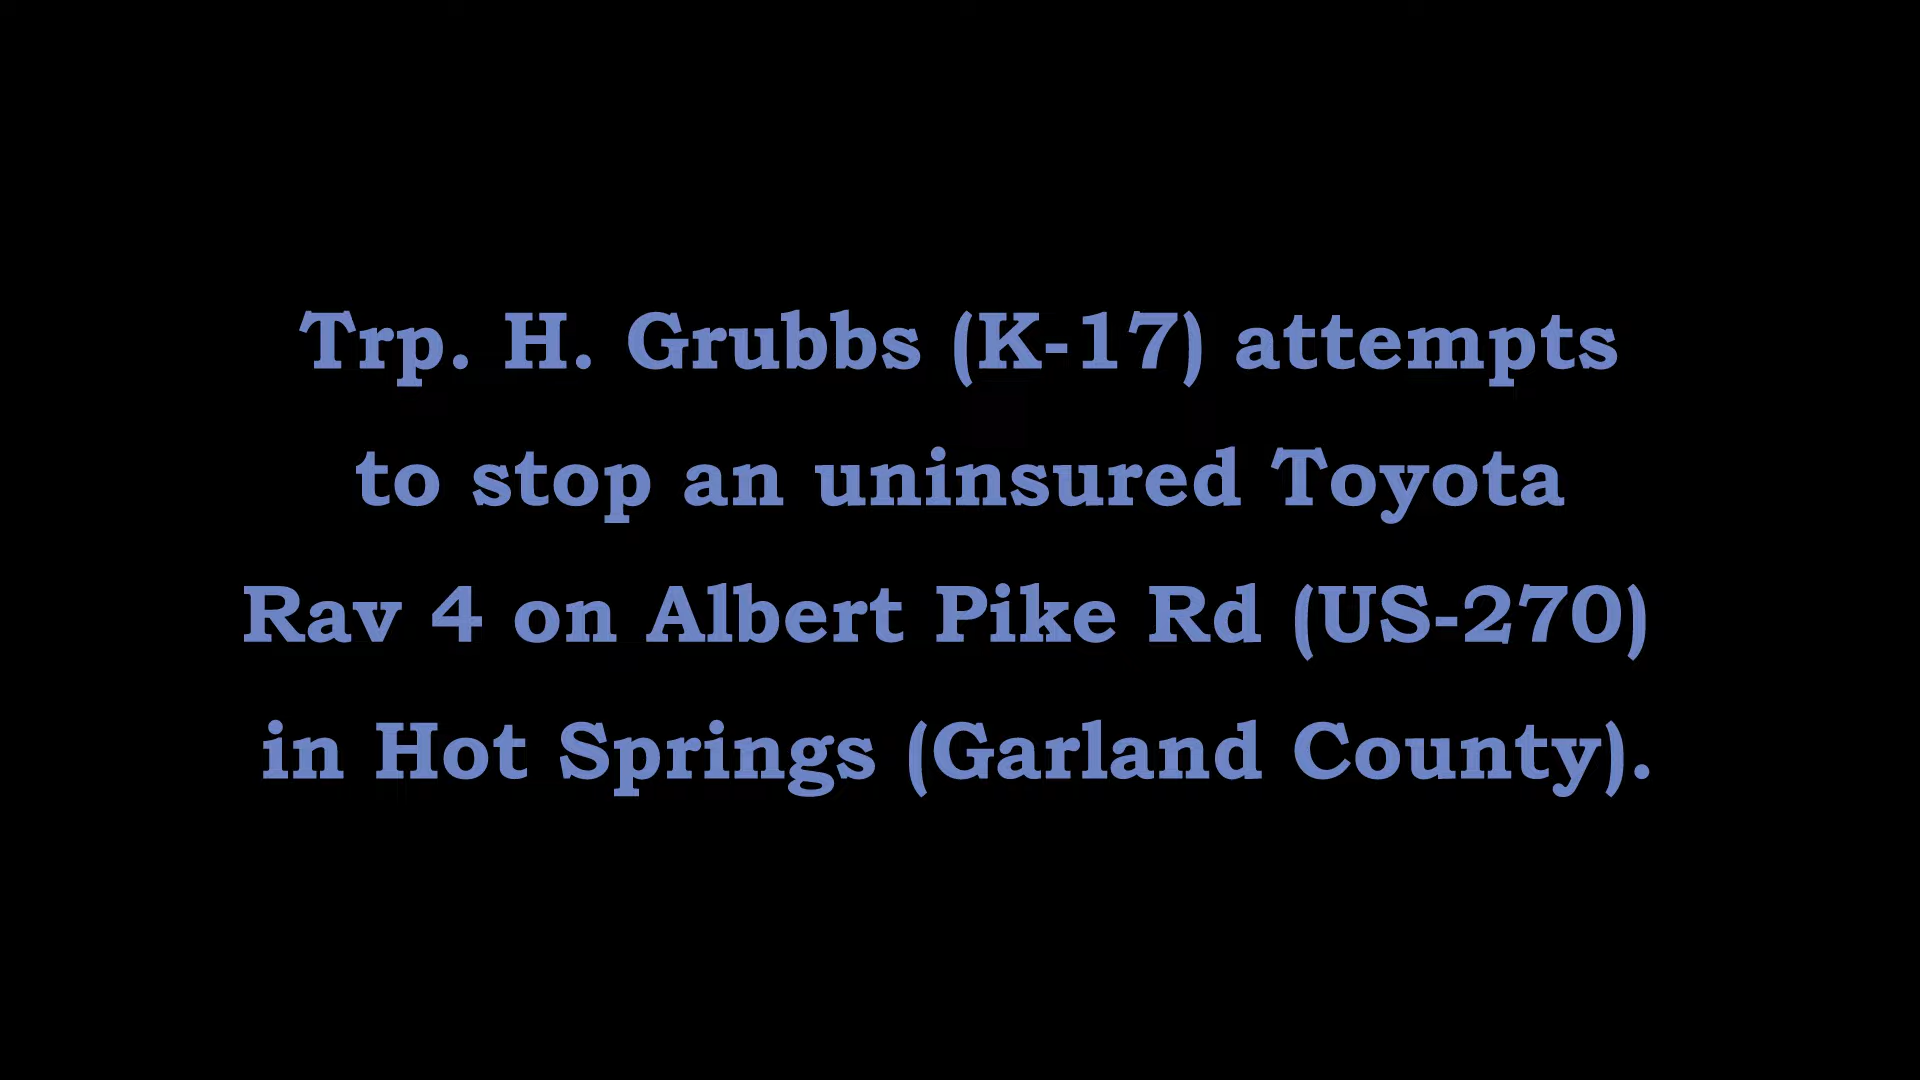 Trp. H. Grubbs (K-17) attempts
to stop an uninsured Toyota
Rav 4 on Albert Pike Rd (US-270)
in Hot Springs (Garland County).